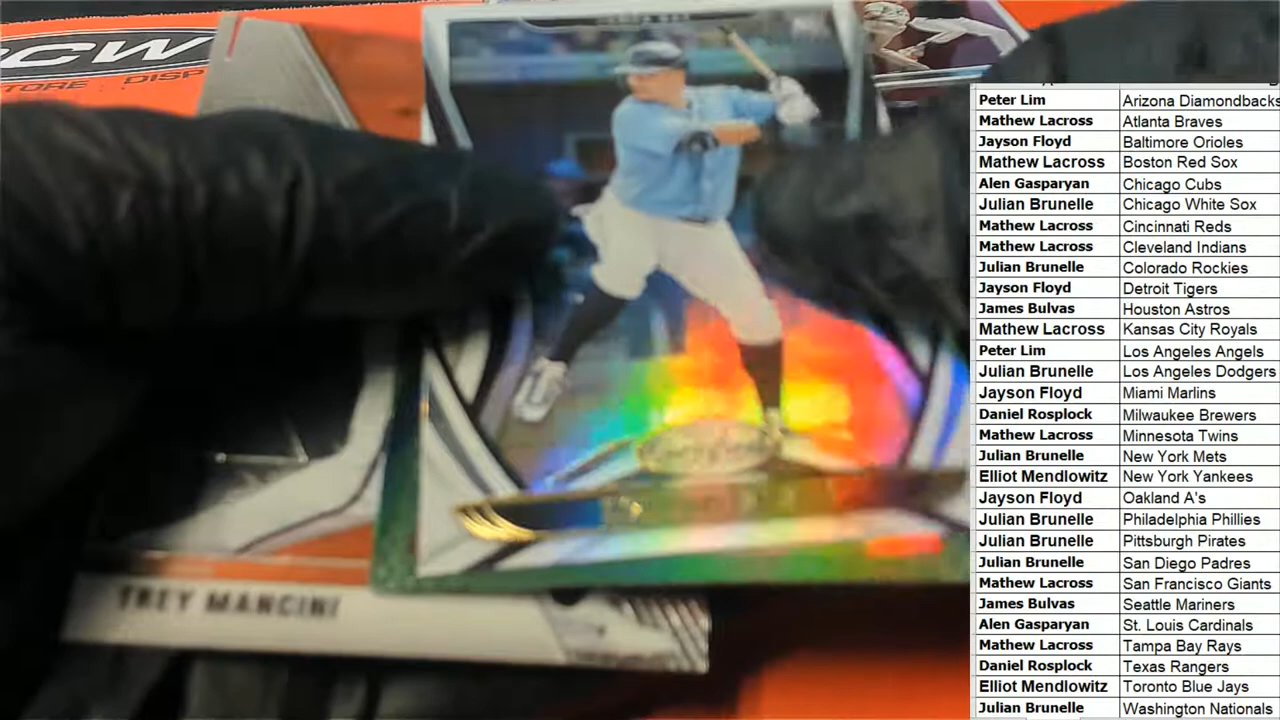 CW
TORE DISP
TREY MANCINI
Peter Lim Arizona Diamondbacks
Mathew Lacross Atlanta Braves
Jayson Floyd Baltimore Orioles
Mathew Lacross Boston Red Sox
Alen Gasparyan Chicago Cubs
Julian Brunelle Chicago White Sox
Mathew Lacross Cincinnati Reds
Mathew Lacross Cleveland Indians
Julian Brunelle Colorado Rockies
Jayson Floyd Detroit Tigers
James Bulvas Houston Astros
Mathew Lacross Kansas City Royals
Peter Lim Los Angeles Angels
Julian Brunelle Los Angeles Dodgers
Jayson Floyd Miami Marlins
Daniel Rosplock Milwaukee Brewers
Mathew Lacross Minnesota Twins
Julian Brunelle New York Mets
Elliot Mendlowitz New York Yankees
Jayson Floyd Oakland A's
Julian Brunelle Philadelphia Phillies
Julian Brunelle Pittsburgh Pirates
Julian Brunelle San Diego Padres
Mathew Lacross San Francisco Giants
James Bulvas Seattle Mariners
Alen Gasparyan St. Louis Cardinals
Mathew Lacross Tampa Bay Rays
Daniel Rosplock Texas Rangers
Elliot Mendlowitz Toronto Blue Jays
Julian Brunelle Washington Nationals